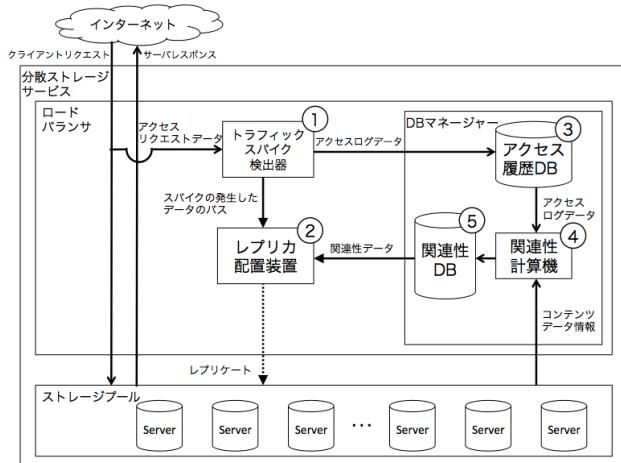 インターネット
クライアントリクエスト
サーバレスポンス
分散ストレージ
サービス
ロード
バランサ
アクセス
リクエストデータ
①
トラフィック
スパイク
検出器
アクセスログデータ
DBマネージャー
③
アクセス
履歴DB
スパイクの発生した
データのパス
アクセス
ログデータ
②
レプリカ
配置装置
関連性データ
⑤
関連性
DB
④
関連性
計算機
コンテンツ
データ情報
レプリケート
ストレージプール
Server
Server
Server
…
Server
Server
Server